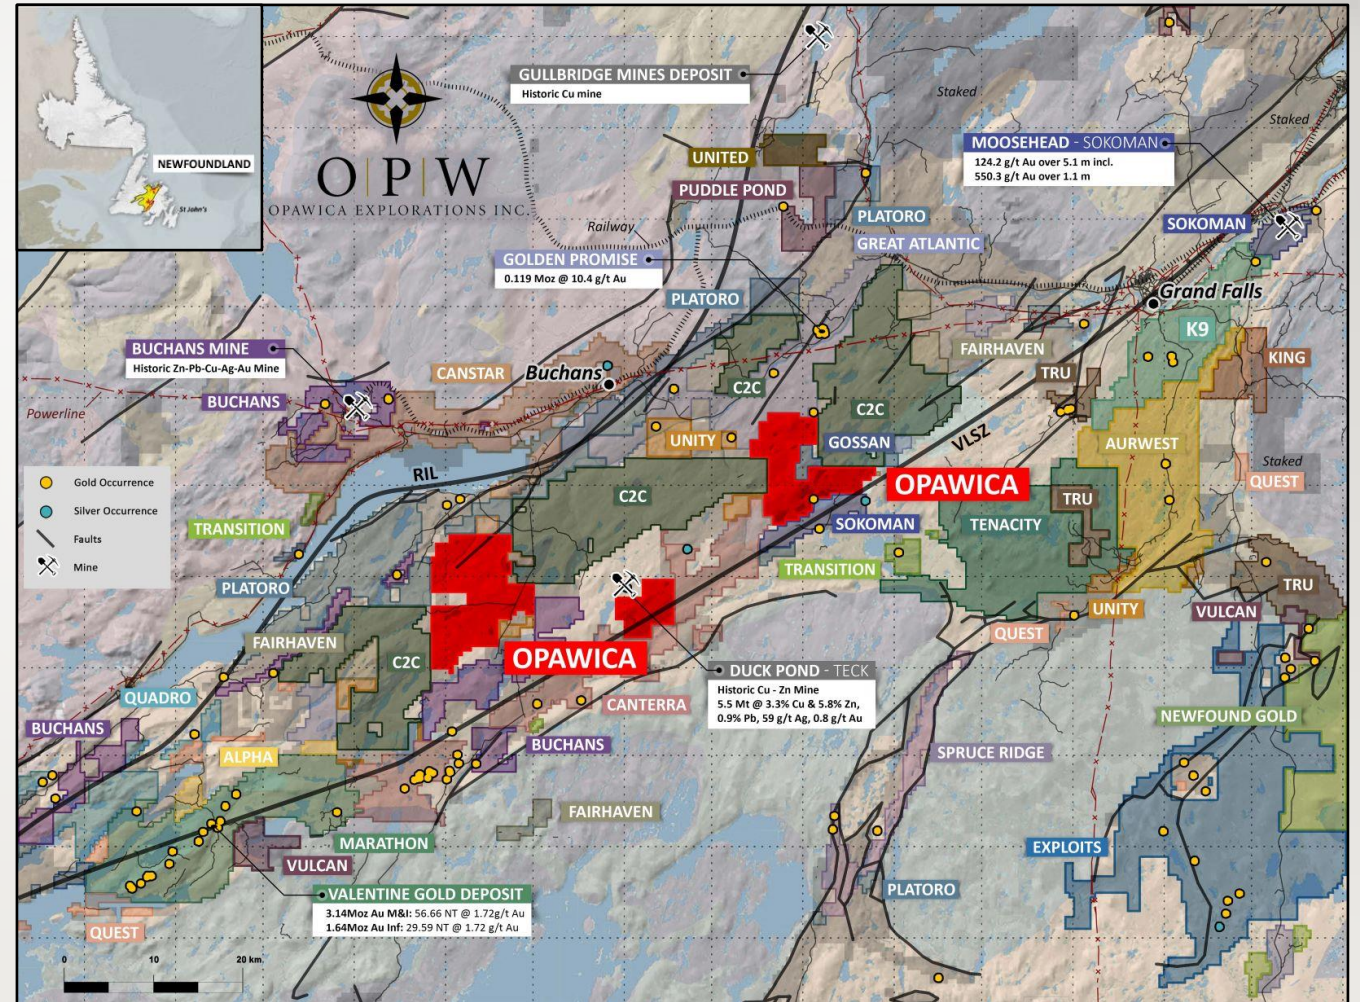 NEWFOUNDLAND
St John's
O|P|W
OPAWICA EXPLORATIONS INC.
GULLBRIDGE MINES DEPOSIT
Historic Cu mine
Staked
Staked
MOOSEHEAD - SOKOMAN
124.2 g/t Au over 5.1 m incl.
550.3 g/t Au over 1.1 m
UNITED
PUDDLE POND
PLATORO
SOKOMAN
Railway
GREAT ATLANTIC
GOLDEN PROMISE
0.119 Moz @ 10.4 g/t Au
PLATORO
Grand Falls
K9
BUCHANS MINE
Historic Zn-Pb-Cu-Ag-Au Mine
FAIRHAVEN
KING
CANSTAR
Buchans
TRU
C2C
BUCHANS
C2C
Powerline
UNITY
GOSSAN
VLSZ
AURWEST
Staked
RIL
OPAWICA
QUEST
Gold Occurrence
C2C
TRU
Silver Occurrence
SOKOMAN
TENACITY
TRANSITION
Faults
Mine
TRANSITION
PLATORO
TRU
UNITY
VULCAN
QUEST
FAIRHAVEN
OPAWICA
C2C
DUCK POND - TECK
Historic Cu - Zn Mine
5.5 Mt @ 3.3% Cu & 5.8% Zn,
0.9% Pb, 59 g/t Ag, 0.8 g/t Au
QUADRO
CANTERRA
NEWFOUND GOLD
BUCHANS
BUCHANS
SPRUCE RIDGE
ALPHA
FAIRHAVEN
MARATHON
EXPLOITS
VULCAN
PLATORO
VALENTINE GOLD DEPOSIT
3.14Moz Au M&I: 56.66 NT @ 1.72g/t Au
1.64Moz Au Inf: 29.59 NT @ 1.72 g/t Au
QUEST
0 10 20 km